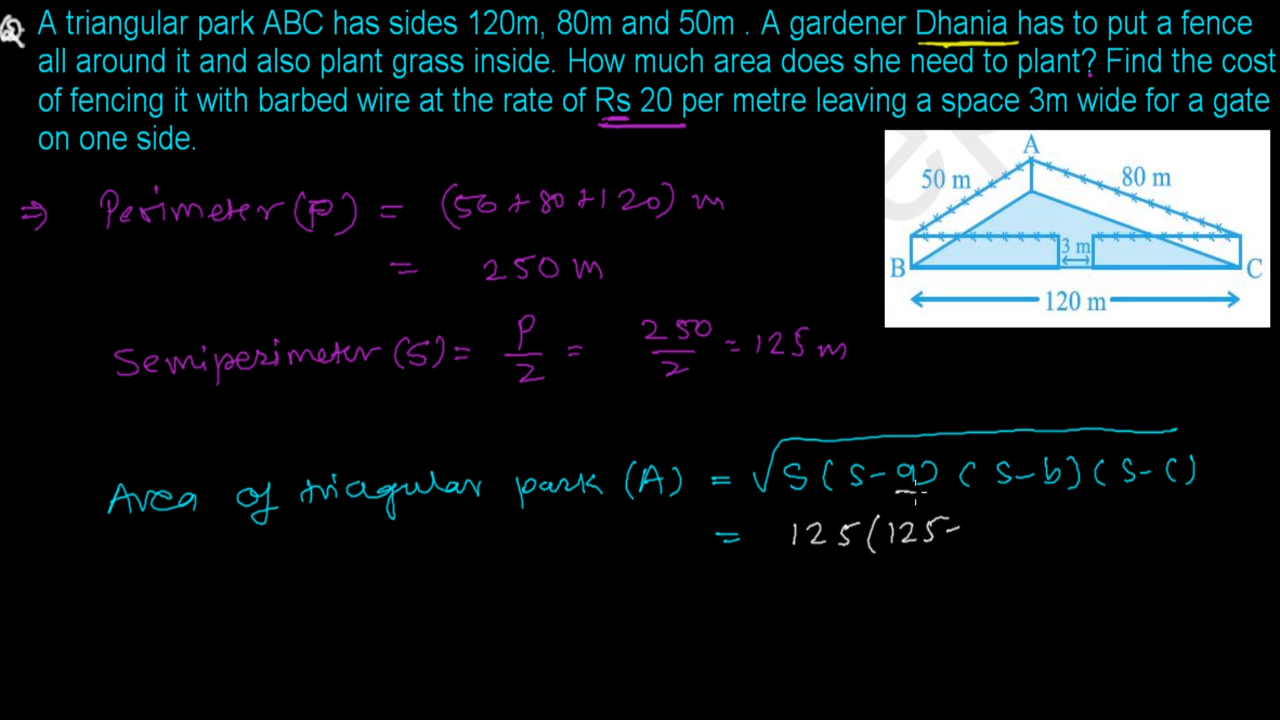 Q A triangular park ABC has sides 120m, 80m and 50m . A gardener Dhania has to put a fence
all around it and also plant grass inside. How much area does she need to plant? Find the cost
of fencing it with barbed wire at the rate of Rs 20 per metre leaving a space 3m wide for a gate
on one side.
A
50 m
80 m
3 m
B
C
120 m
⇒ Perimeter (P) = (50 + 80 + 120) m
= 250 m
Semiperimeter (S) = P/2 = 250/2 = 125 m
Area of triagular park (A) = √S(S-a)(S-b)(S-c)
= 125(125-